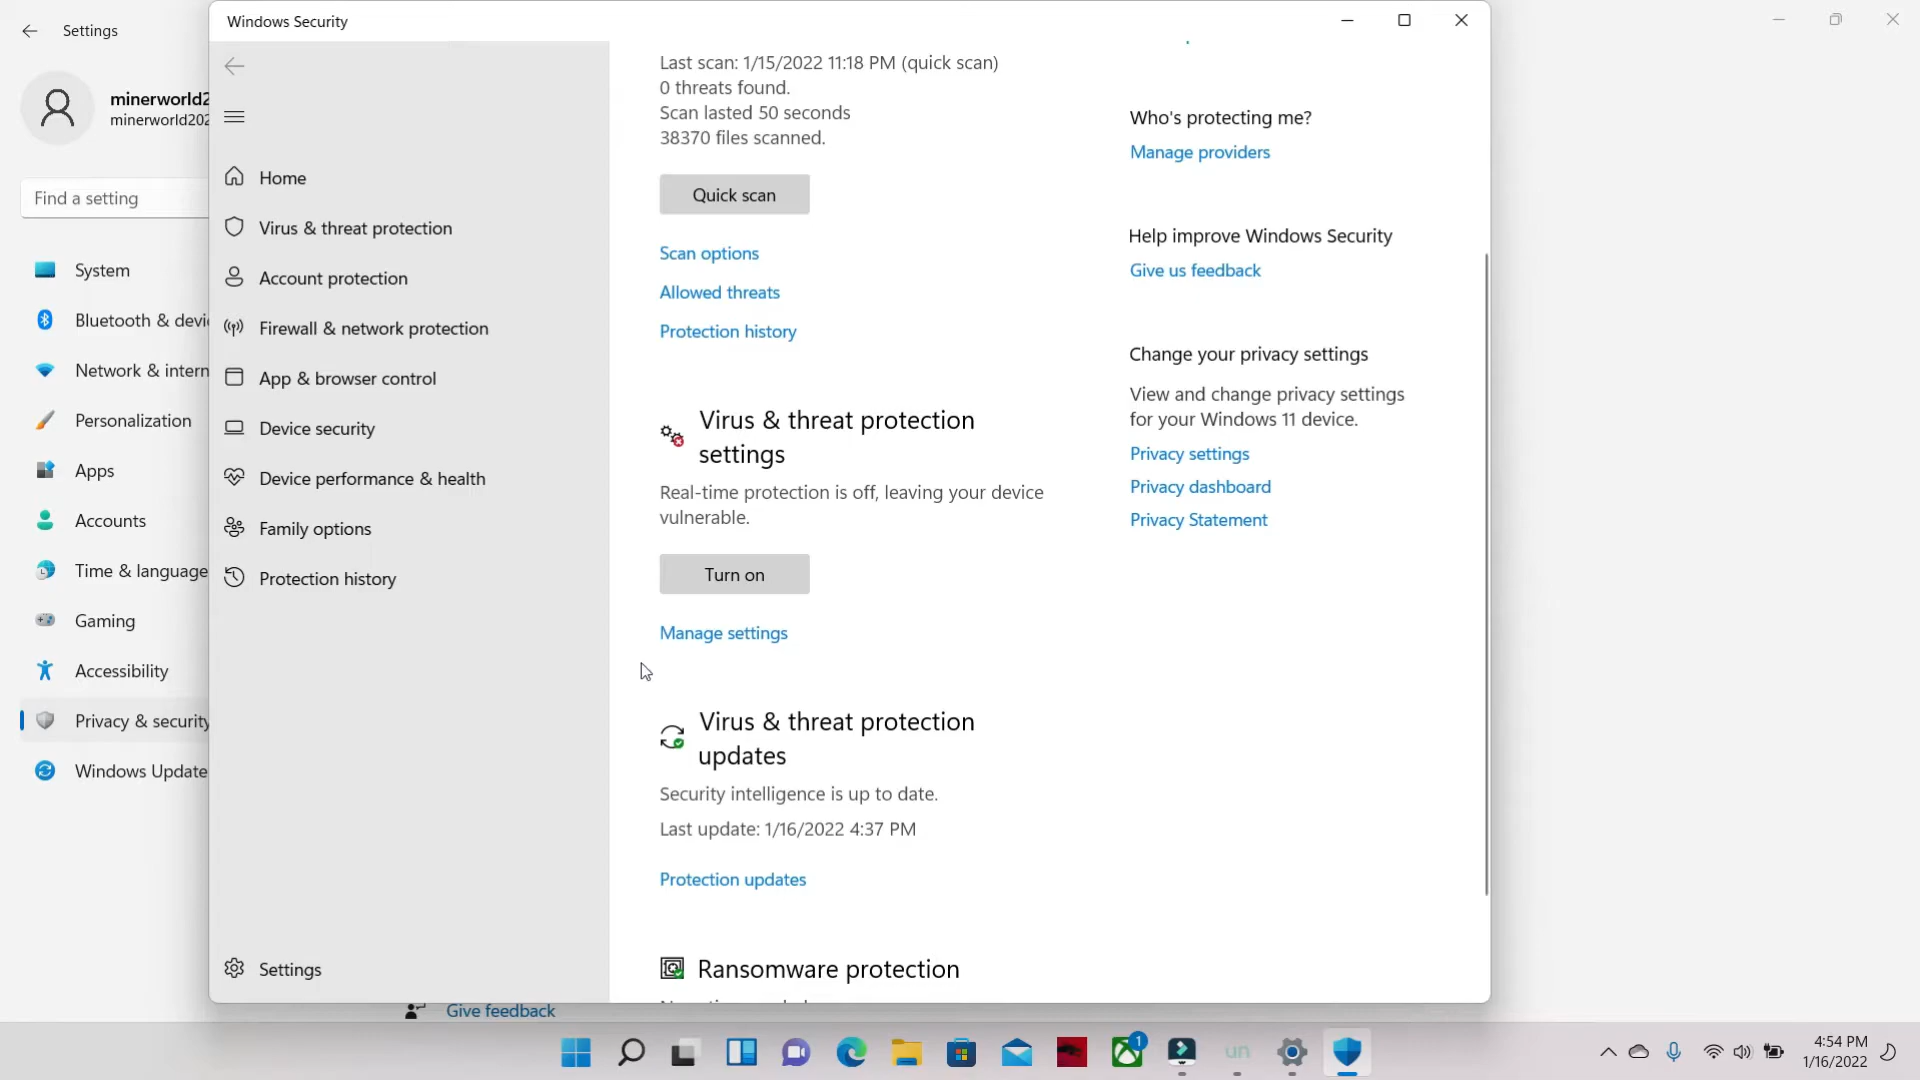 Settings
minerworld2
minerworld202
Find a setting
System
Bluetooth & devi
Network & intern
Personalization
Apps
Accounts
Time & language
Gaming
Accessibility
Privacy & security
Windows Update
Windows Security
Home
Virus & threat protection
Account protection
Firewall & network protection
App & browser control
Device security
Device performance & health
Family options
Protection history
Settings
Last scan: 1/15/2022 11:18 PM (quick scan)
0 threats found.
Scan lasted 50 seconds
38370 files scanned.
Quick scan
Scan options
Allowed threats
Protection history
Virus & threat protection
settings
Real-time protection is off, leaving your device
vulnerable.
Turn on
Manage settings
Virus & threat protection
updates
Security intelligence is up to date.
Last update: 1/16/2022 4:37 PM
Protection updates
Ransomware protection
Who's protecting me?
Manage providers
Help improve Windows Security
Give us feedback
Change your privacy settings
View and change privacy settings
for your Windows 11 device.
Privacy settings
Privacy dashboard
Privacy Statement
Give feedback
1
un
4:54 PM
1/16/2022